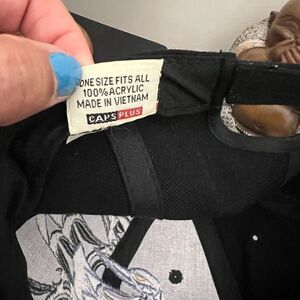 ONE SIZE FITS ALL
100% ACRYLIC
MADE IN VIETNAM
CAPS PLUS